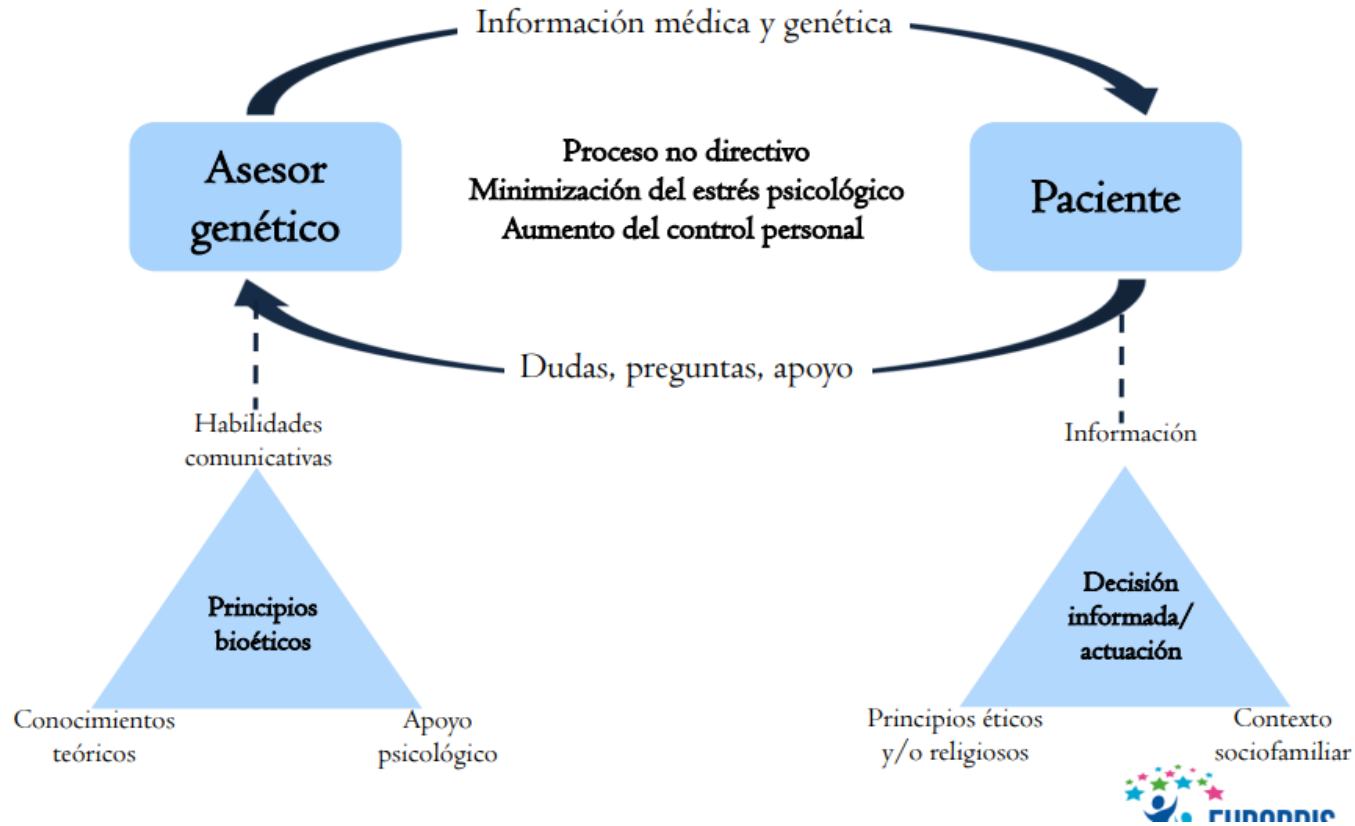 Información médica y genética
Asesor
genético
Proceso no directivo
Minimización del estrés psicológico
Aumento del control personal
Paciente
Dudas, preguntas, apoyo
Habilidades
comunicativas
Información
Principios
bioéticos
Decisión
informada/
actuación
Conocimientos
teóricos
Apoyo
psicológico
Principios éticos
y/o religiosos
Contexto
sociofamiliar